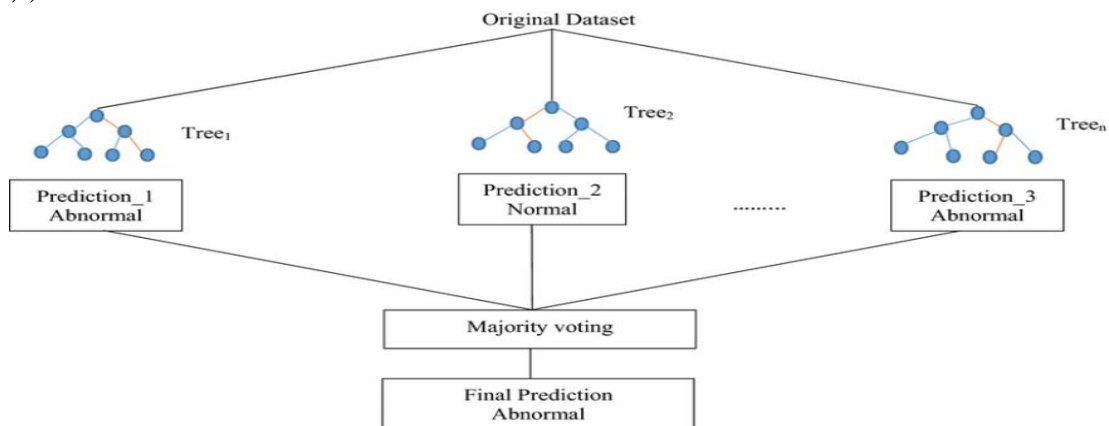 Original Dataset
Tree1
Tree2
Treen
Prediction_1
Abnormal
Prediction_2
Normal
........
Prediction_3
Abnormal
Majority voting
Final Prediction
Abnormal